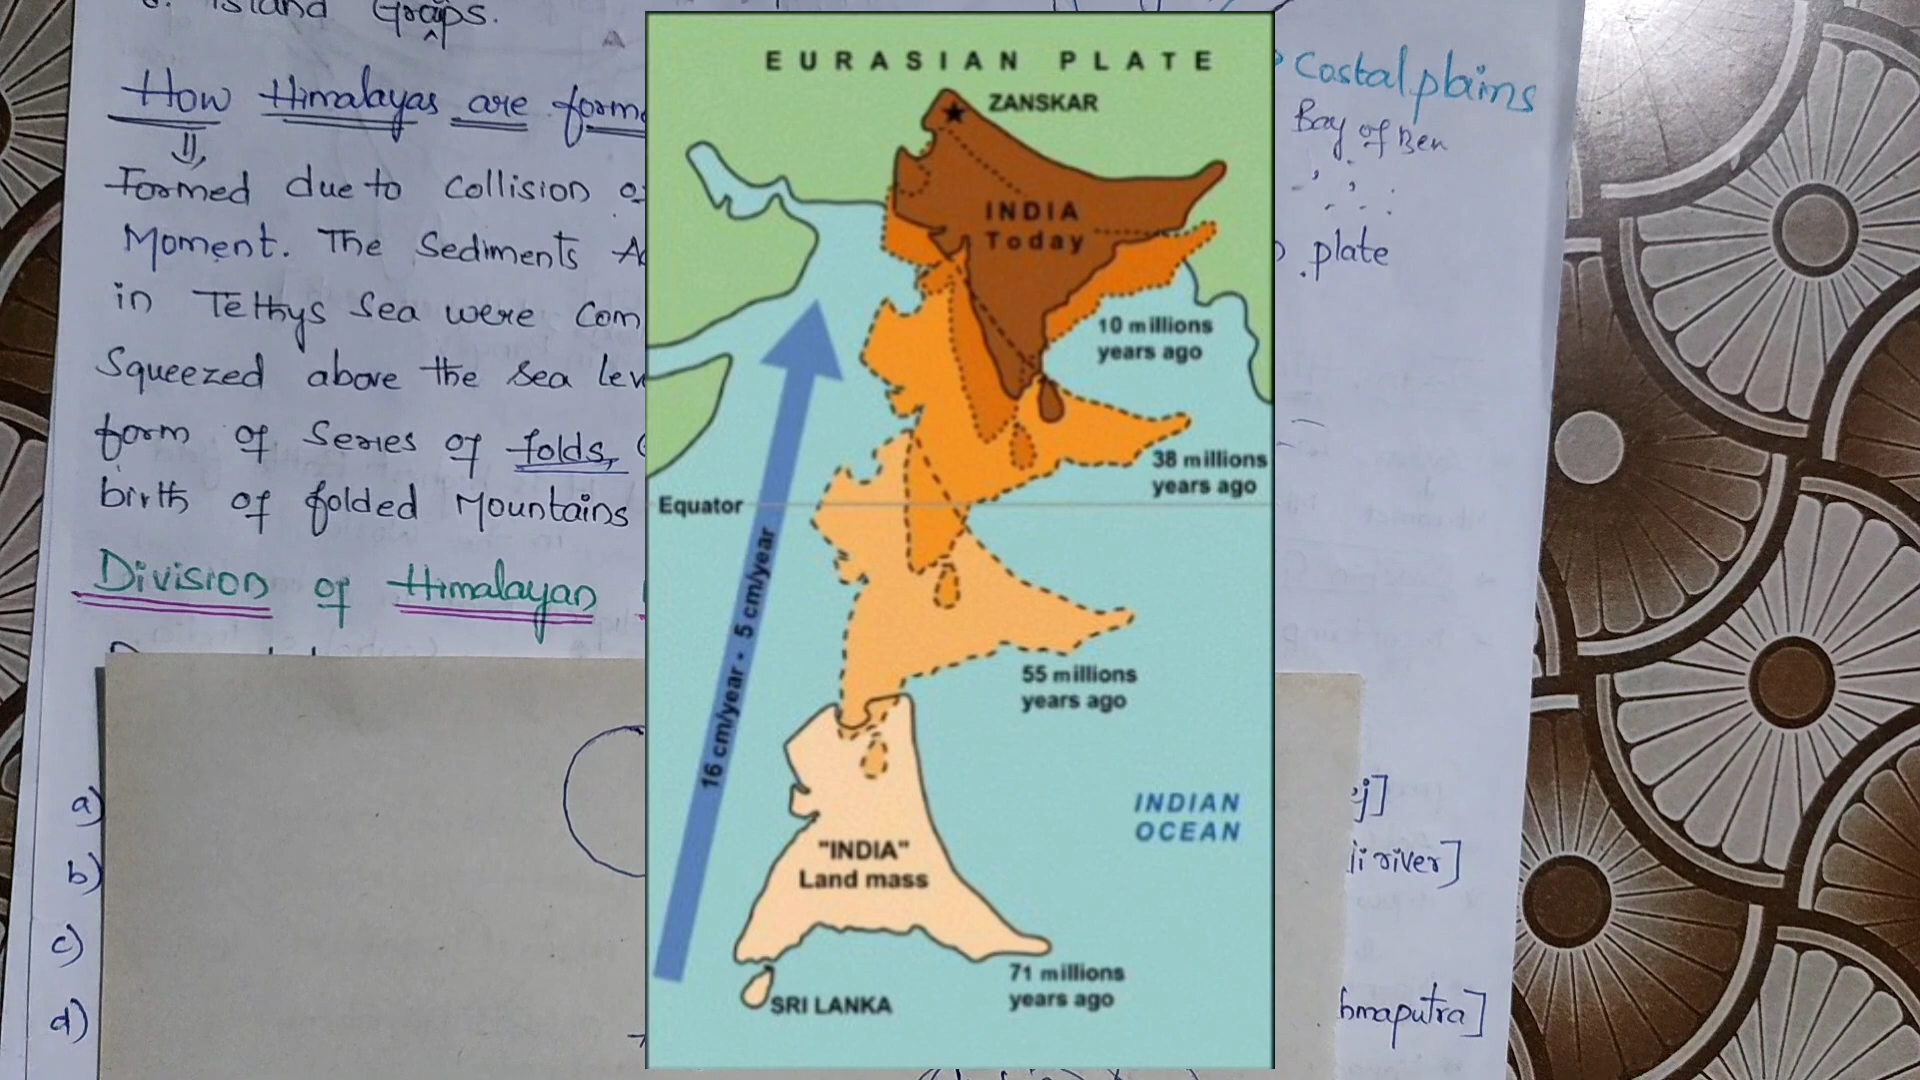 Island Groups.
How Himalayas are form
Formed due to Collision
Moment. The Sediments
in Tethys Sea were Com
Squeezed above the sea lev
form of Series of folds,
birth of folded Mountains
Division of Himalayan
a)
b)
c)
d)
EURASIAN PLATE
ZANSKAR
INDIA
Today
10 millions
years ago
38 millions
years ago
Equator
16 cm/year - 5 cm/year
55 millions
years ago
INDIAN
OCEAN
"INDIA"
Land mass
71 millions
years ago
SRI LANKA
Costal plains
Bay of Ben
plate
ej]
li river]
hmaputra]